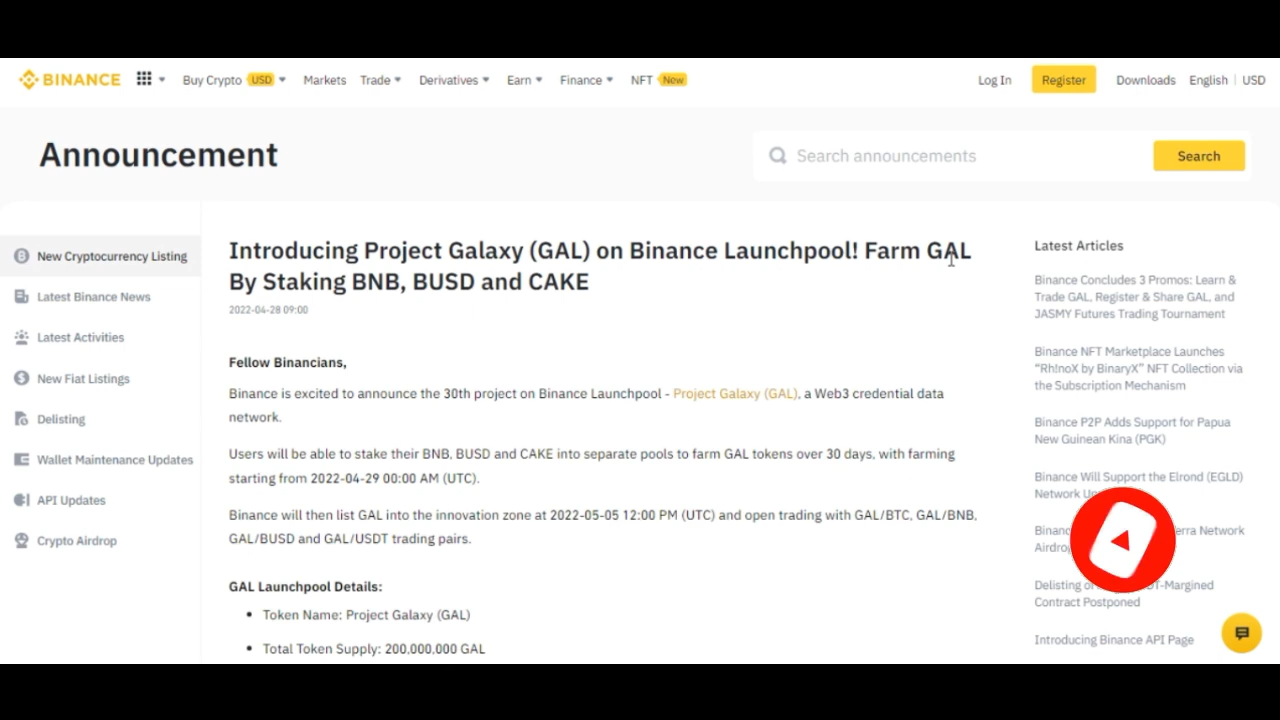 BINANCE Buy Crypto USD Markets Trade Derivatives Earn Finance NFT New Log In Register Downloads English USD
Announcement
Search announcements Search
New Cryptocurrency Listing
Latest Binance News
Latest Activities
New Fiat Listings
Delisting
Wallet Maintenance Updates
API Updates
Crypto Airdrop
Introducing Project Galaxy (GAL) on Binance Launchpool! Farm GAL
By Staking BNB, BUSD and CAKE
2022-04-28 09:00
Fellow Binancians,
Binance is excited to announce the 30th project on Binance Launchpool - Project Galaxy (GAL), a Web3 credential data
network.
Users will be able to stake their BNB, BUSD and CAKE into separate pools to farm GAL tokens over 30 days, with farming
starting from 2022-04-29 00:00 AM (UTC).
Binance will then list GAL into the innovation zone at 2022-05-05 12:00 PM (UTC) and open trading with GAL/BTC, GAL/BNB,
GAL/BUSD and GAL/USDT trading pairs.
GAL Launchpool Details:
• Token Name: Project Galaxy (GAL)
• Total Token Supply: 200,000,000 GAL
Latest Articles
Binance Concludes 3 Promos: Learn &
Trade GAL, Register & Share GAL, and
JASMY Futures Trading Tournament
Binance NFT Marketplace Launches
“Rh!noX by BinaryX” NFT Collection via
the Subscription Mechanism
Binance P2P Adds Support for Papua
New Guinean Kina (PGK)
Binance Will Support the Elrond (EGLD)
Network
Network
Delisting
Contract Postponed
Introducing Binance API Page